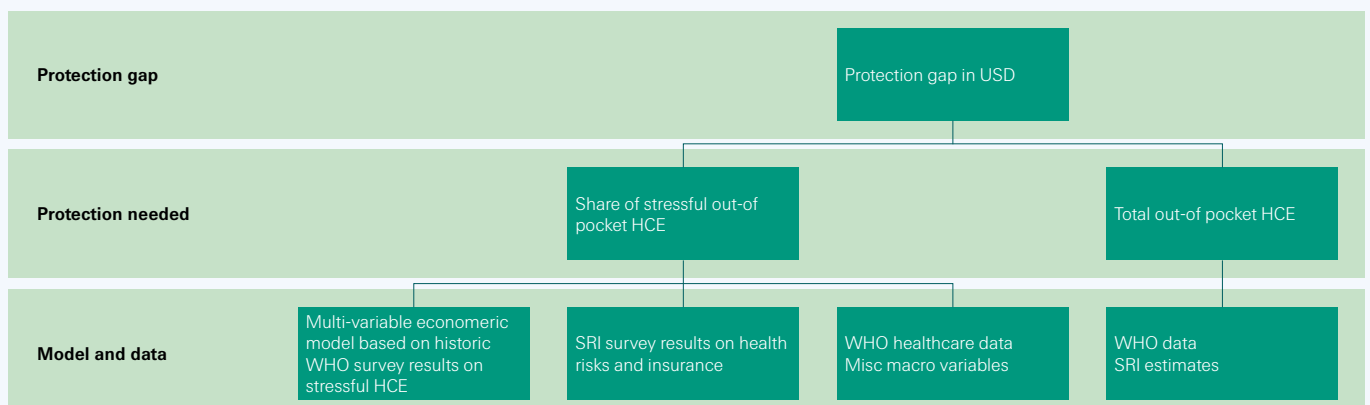 Protection gap
Protection gap in USD
Protection needed
Share of stressful out-of
pocket HCE
Total out-of pocket HCE
Model and data
Multi-variable econemeric
model based on historic
WHO survey results on
stressful HCE
SRI survey results on health
risks and insurance
WHO healthcare data
Misc macro variables
WHO data
SRI estimates